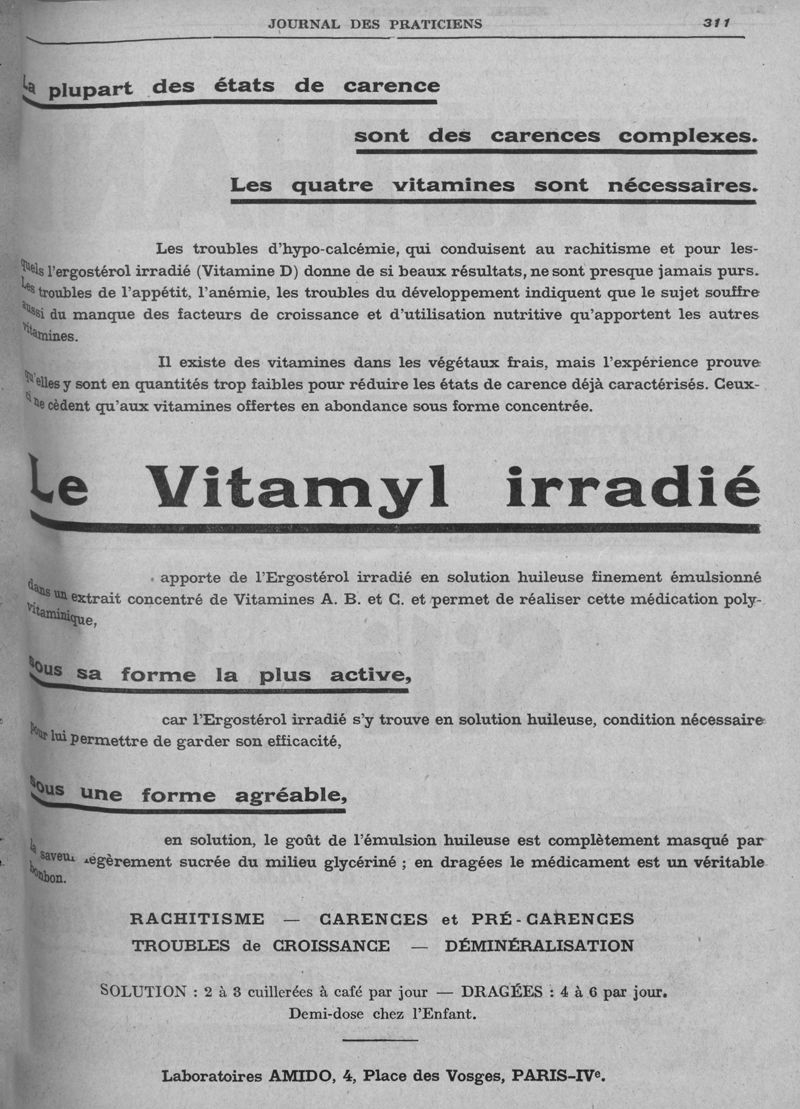 JOURNAL DES PRATICIENS 311
La plupart des états de carence
sont des carences complexes.
Les quatre vitamines sont nécessaires.
Les troubles d'hypo-calcémie, qui conduisent au rachitisme et pour les-
quels l'ergostérol irradié (Vitamine D) donne de si beaux résultats, ne sont presque jamais purs.
Les troubles de l'appétit, l'anémie, les troubles du développement indiquent que le sujet souffre
aussi du manque des facteurs de croissance et d'utilisation nutritive qu'apportent les autres
vitamines.
Il existe des vitamines dans les végétaux frais, mais l'expérience prouve
qu'elles y sont en quantités trop faibles pour réduire les états de carence déjà caractérisés. Ceux-
ne cèdent qu'aux vitamines offertes en abondance sous forme concentrée.
Le Vitamyl irradié
apporte de l'Ergostérol irradié en solution huileuse finement émulsionné
dans un extrait concentré de Vitamines A. B. et C. et permet de réaliser cette médication poly-
vitaminique,
Sous sa forme la plus active,
car l'Ergostérol irradié s'y trouve en solution huileuse, condition nécessaire
pour lui permettre de garder son efficacité,
Sous une forme agréable,
en solution, le goût de l'émulsion huileuse est complètement masqué par
la saveur légèrement sucrée du milieu glycériné ; en dragées le médicament est un véritable
bonbon.
RACHITISME — CARENCES et PRÉ-CARENCES
TROUBLES de CROISSANCE — DÉMINÉRALISATION
SOLUTION : 2 à 3 cuillerées à café par jour — DRAGÉES : 4 à 6 par jour.
Demi-dose chez l'Enfant.
Laboratoires AMIDO, 4, Place des Vosges, PARIS-IVe.